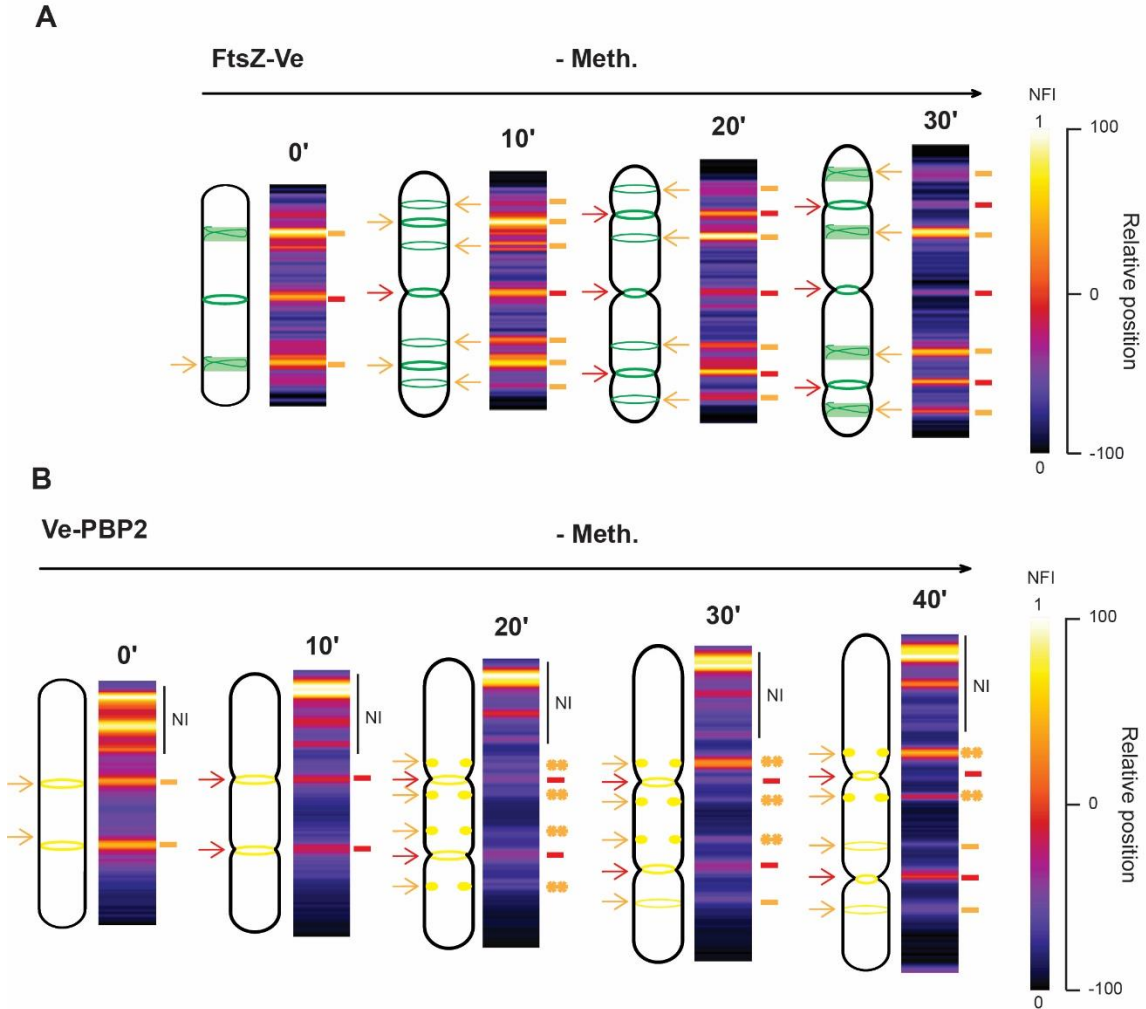 A
FtsZ-Ve - Meth.
0' 10' 20' 30'
NFI
1 100
0
Relative position
0 -100
B
Ve-PBP2 - Meth.
0' 10' 20' 30' 40'
NI NI NI NI
NFI
1 100
0
Relative position
0 -100